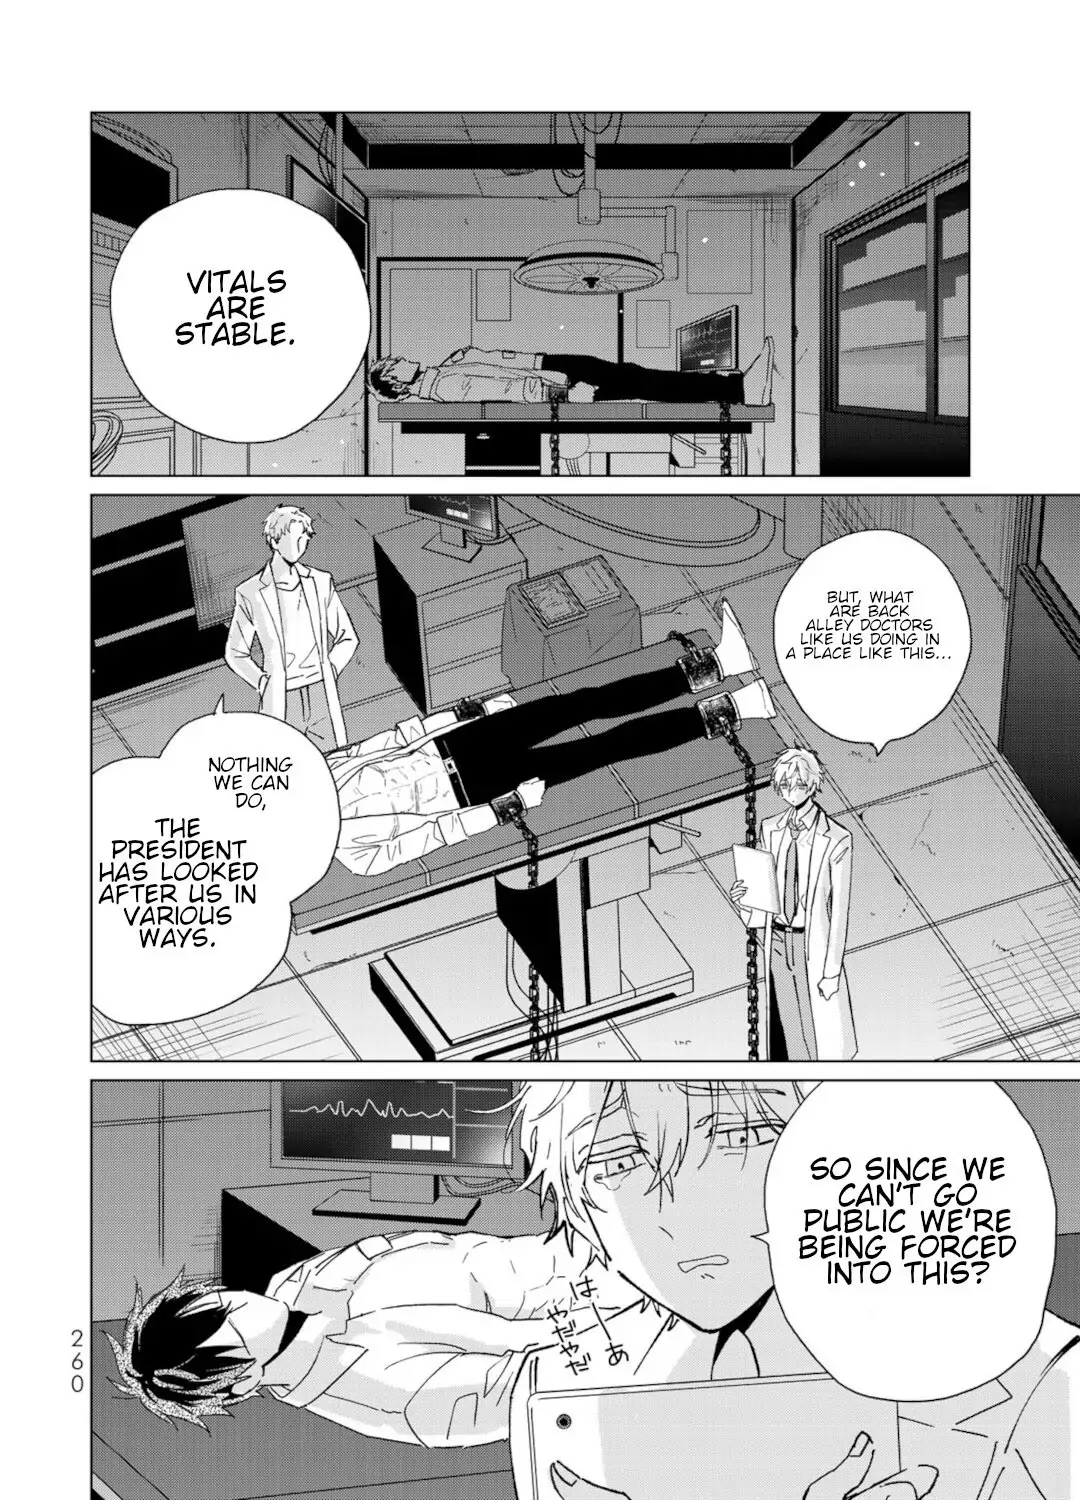 VITALS
ARE
STABLE.
BUT, WHAT
ARE BACK
ALLEY DOCTORS
LIKE US DOING IN
A PLACE LIKE THIS...
NOTHING
WE CAN
DO,
THE
PRESIDENT
HAS LOOKED
AFTER US IN
VARIOUS
WAYS.
SO SINCE WE
CAN'T GO
PUBLIC WE'RE
BEING FORCED
INTO THIS?
はーーーあ
やだやだ
260